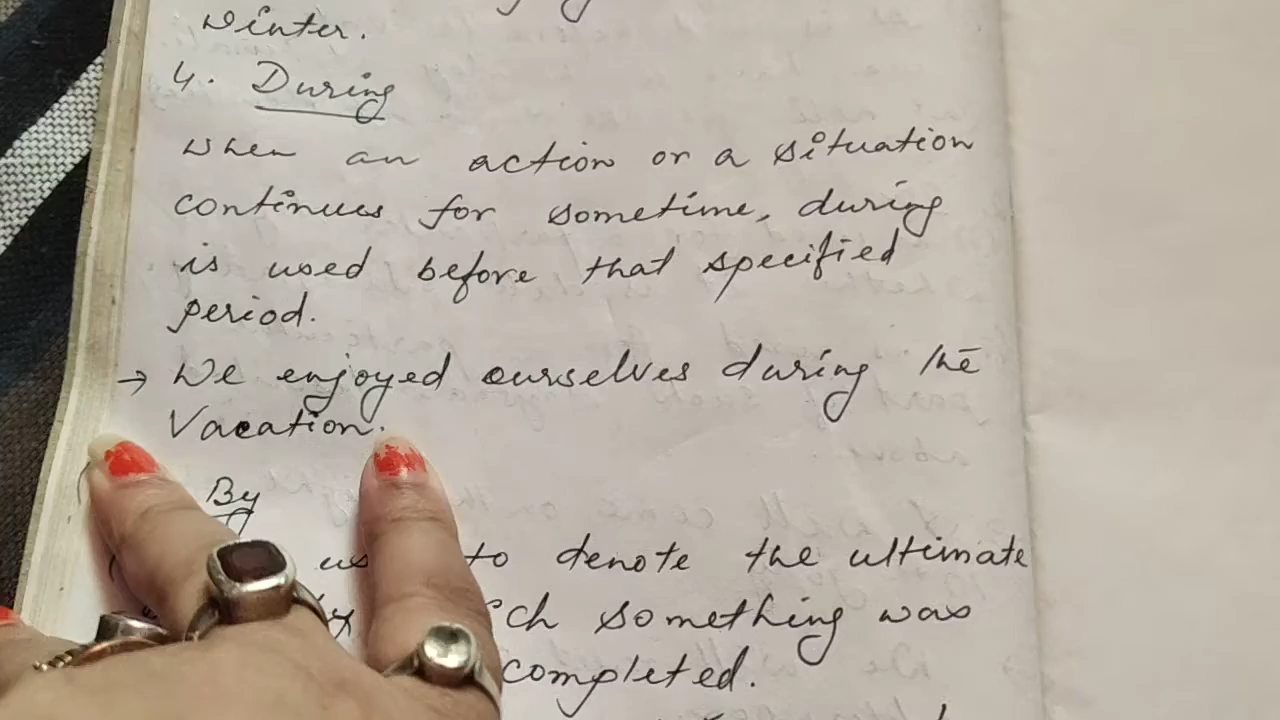 Winter.
4. During
When an action or a situation
continues for sometime, during
is used before that specified
period.
→ We enjoyed ourselves during the
Vacation.
By
to denote the ultimate
something was
completed.